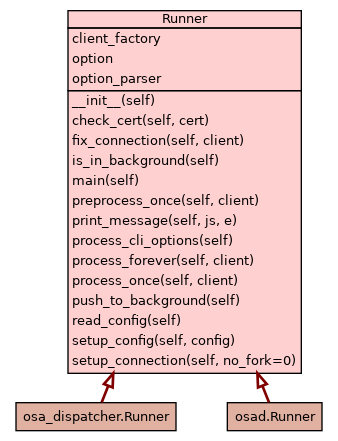 Runner
client_factory
option
option_parser
__init__(self)
check_cert(self, cert)
fix_connection(self, client)
is_in_background(self)
main(self)
preprocess_once(self, client)
print_message(self, js, e)
process_cli_options(self)
process_forever(self, client)
process_once(self, client)
push_to_background(self)
read_config(self)
setup_config(self, config)
setup_connection(self, no_fork=0)
osa_dispatcher.Runner
osad.Runner